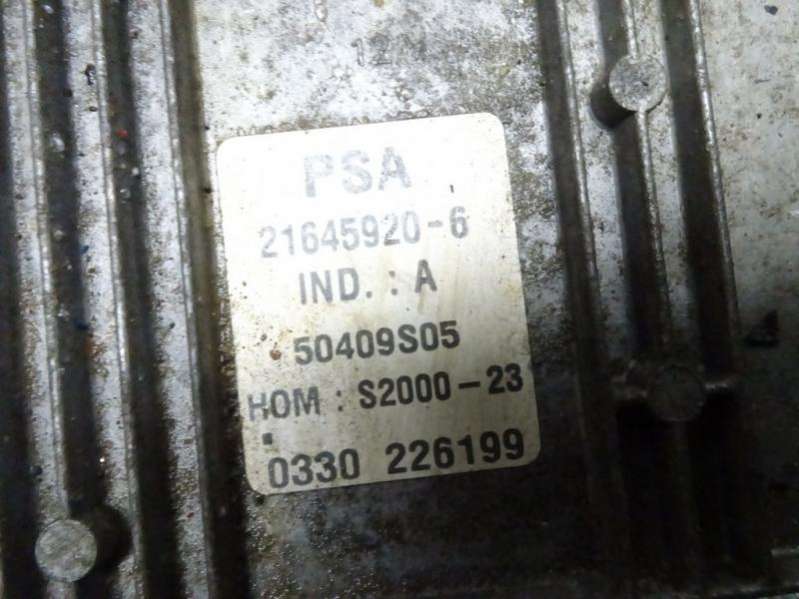 PSA
21645920-6
IND. : A
50409S05
HOM : S2000-23
0330 226199